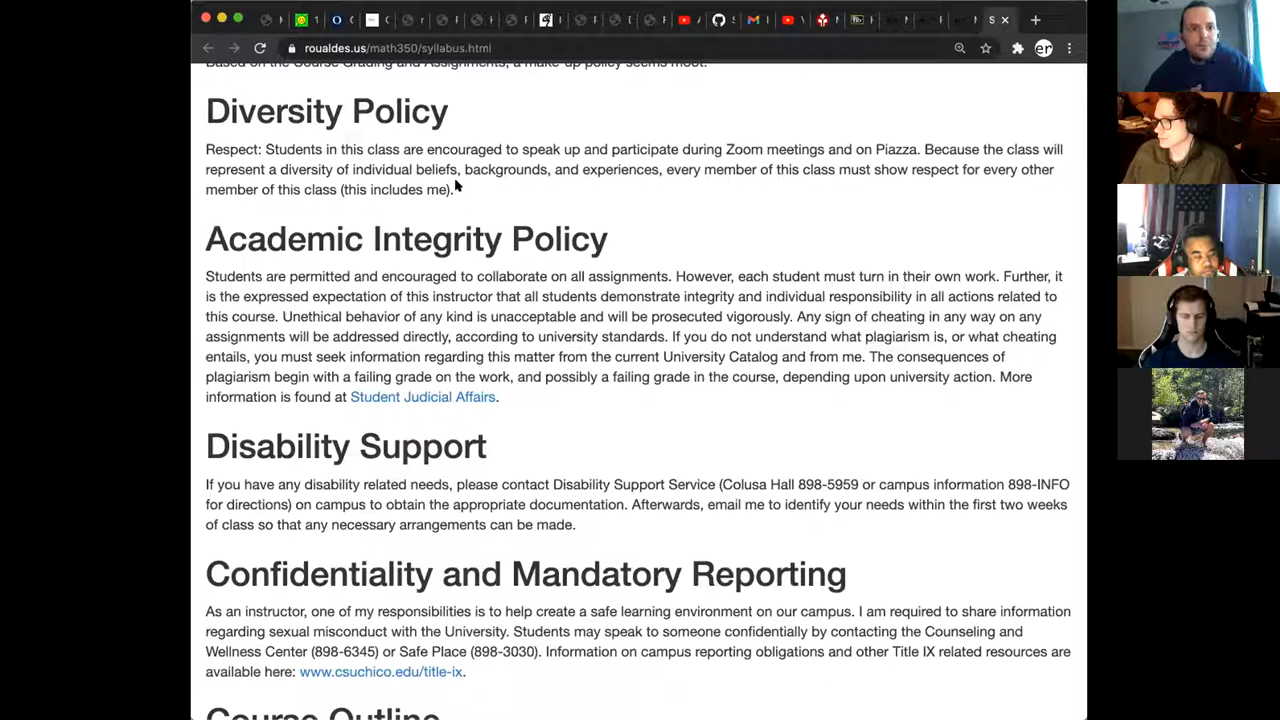 roualdes.us/math350/syllabus.html
Based on the Course Grading and Assignments, a make-up policy seems moot.
Diversity Policy
Respect: Students in this class are encouraged to speak up and participate during Zoom meetings and on Piazza. Because the class will
represent a diversity of individual beliefs, backgrounds, and experiences, every member of this class must show respect for every other
member of this class (this includes me).
Academic Integrity Policy
Students are permitted and encouraged to collaborate on all assignments. However, each student must turn in their own work. Further, it
is the expressed expectation of this instructor that all students demonstrate integrity and individual responsibility in all actions related to
this course. Unethical behavior of any kind is unacceptable and will be prosecuted vigorously. Any sign of cheating in any way on any
assignments will be addressed directly, according to university standards. If you do not understand what plagiarism is, or what cheating
entails, you must seek information regarding this matter from the current University Catalog and from me. The consequences of
plagiarism begin with a failing grade on the work, and possibly a failing grade in the course, depending upon university action. More
information is found at Student Judicial Affairs.
Disability Support
If you have any disability related needs, please contact Disability Support Service (Colusa Hall 898-5959 or campus information 898-INFO
for directions) on campus to obtain the appropriate documentation. Afterwards, email me to identify your needs within the first two weeks
of class so that any necessary arrangements can be made.
Confidentiality and Mandatory Reporting
As an instructor, one of my responsibilities is to help create a safe learning environment on our campus. I am required to share information
regarding sexual misconduct with the University. Students may speak to someone confidentially by contacting the Counseling and
Wellness Center (898-6345) or Safe Place (898-3030). Information on campus reporting obligations and other Title IX related resources are
available here: www.csuchico.edu/title-ix.
Course Outline